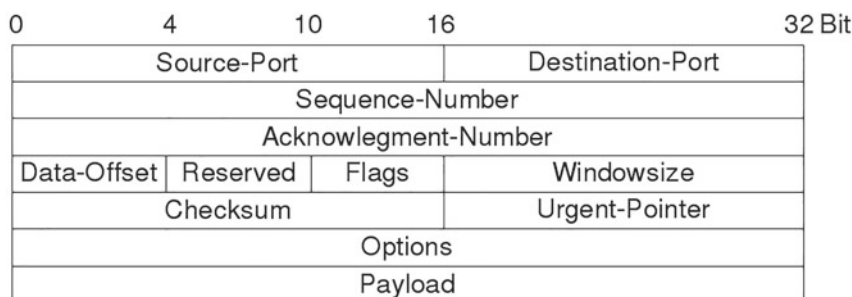 0 4 10 16 32 Bit
Source-Port Destination-Port
Sequence-Number
Acknowlegment-Number
Data-Offset Reserved Flags Windowsize
Checksum Urgent-Pointer
Options
Payload